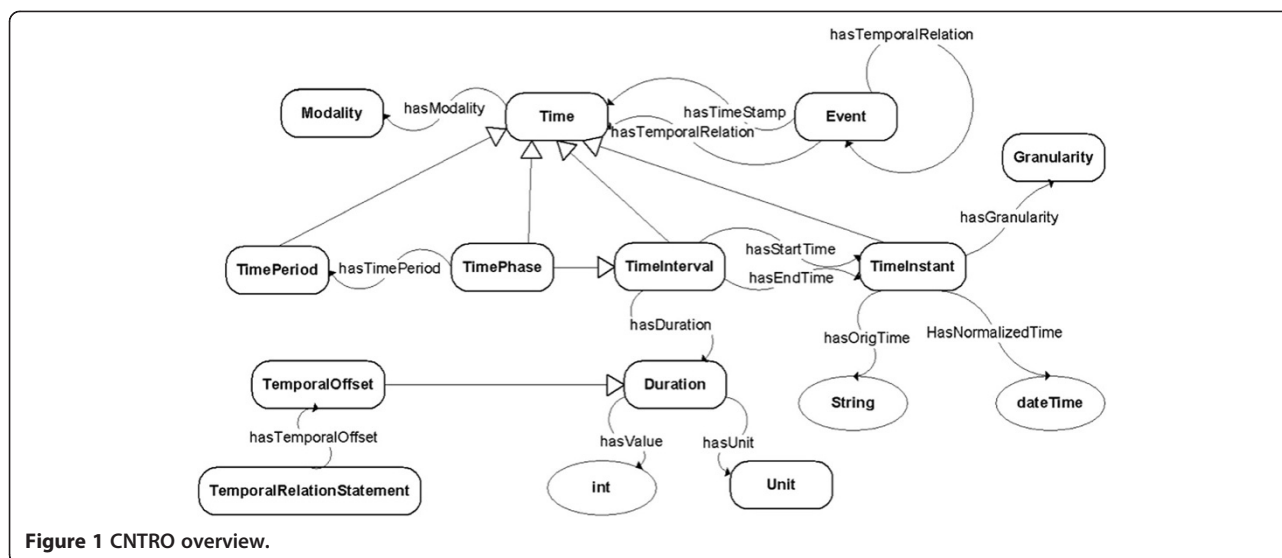 hasTemporalRelation
Modality
hasModality
Time
hasTimeStamp
Event
hasTemporalRelation
Granularity
hasGranularity
TimePeriod
hasTimePeriod
TimePhase
TimeInterval
hasStartTime
hasEndTime
TimeInstant
hasDuration
hasOrigTime
HasNormalizedTime
TemporalOffset
Duration
String
dateTime
hasTemporalOffset
hasValue
hasUnit
TemporalRelationStatement
int
Unit
Figure 1 CNTRO overview.